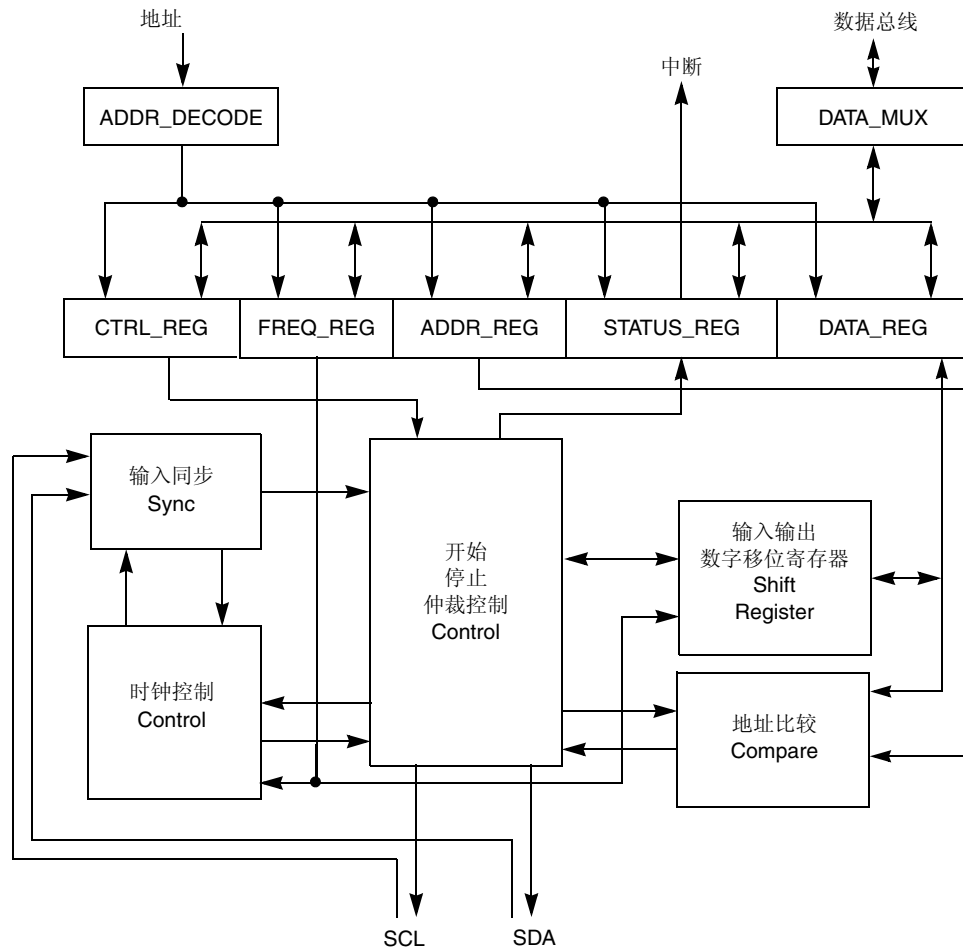 地址
数据总线
中断
ADDR_DECODE
DATA_MUX
CTRL_REG
FREQ_REG
ADDR_REG
STATUS_REG
DATA_REG
输入同步
Sync
开始
停止
仲裁控制
Control
输入输出
数字移位寄存器
Shift
Register
时钟控制
Control
地址比较
Compare
SCL
SDA